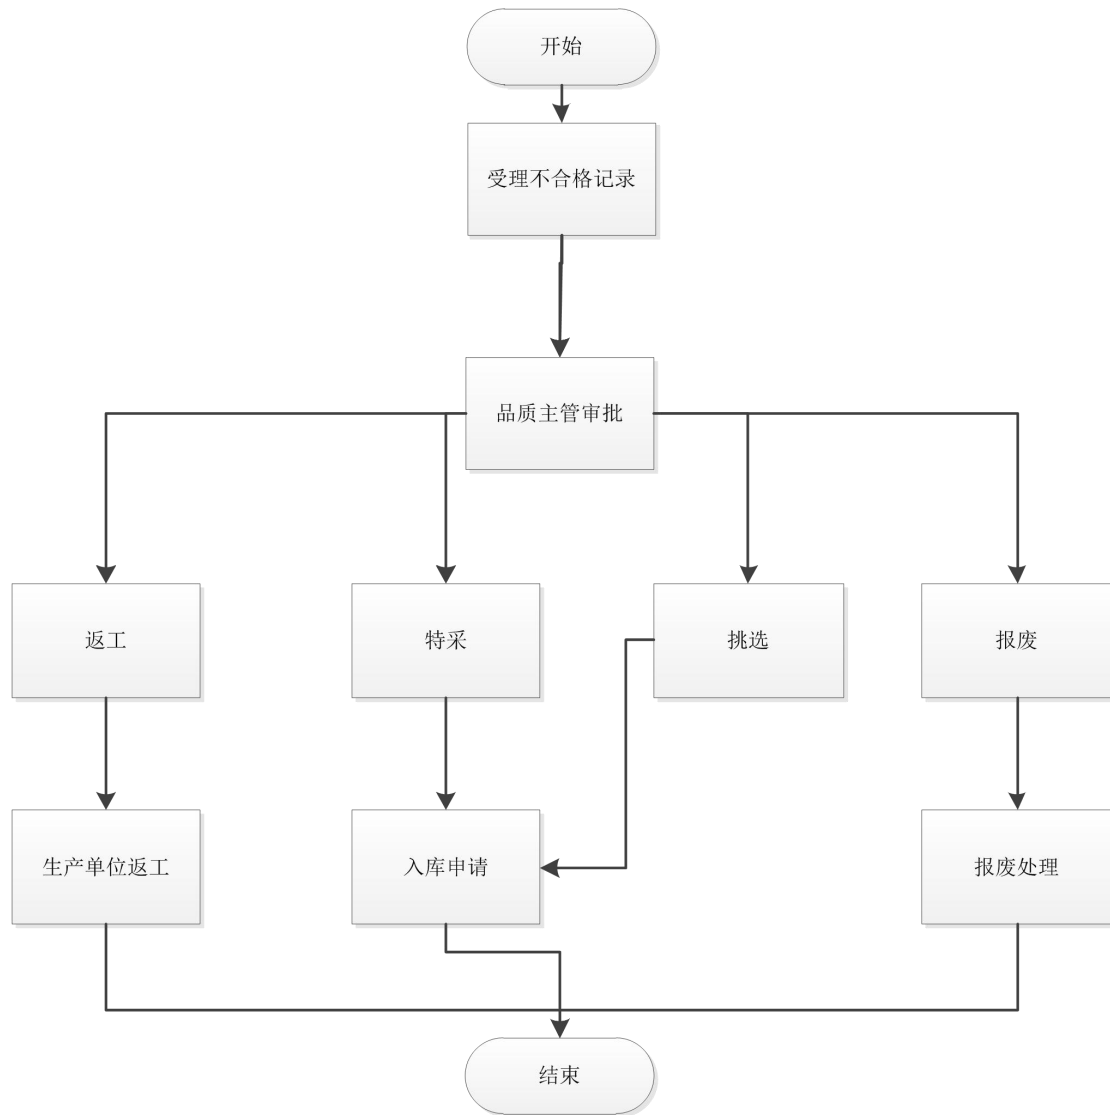 开始
受理不合格记录
品质主管审批
返工
特采
挑选
报废
生产单位返工
入库申请
报废处理
结束